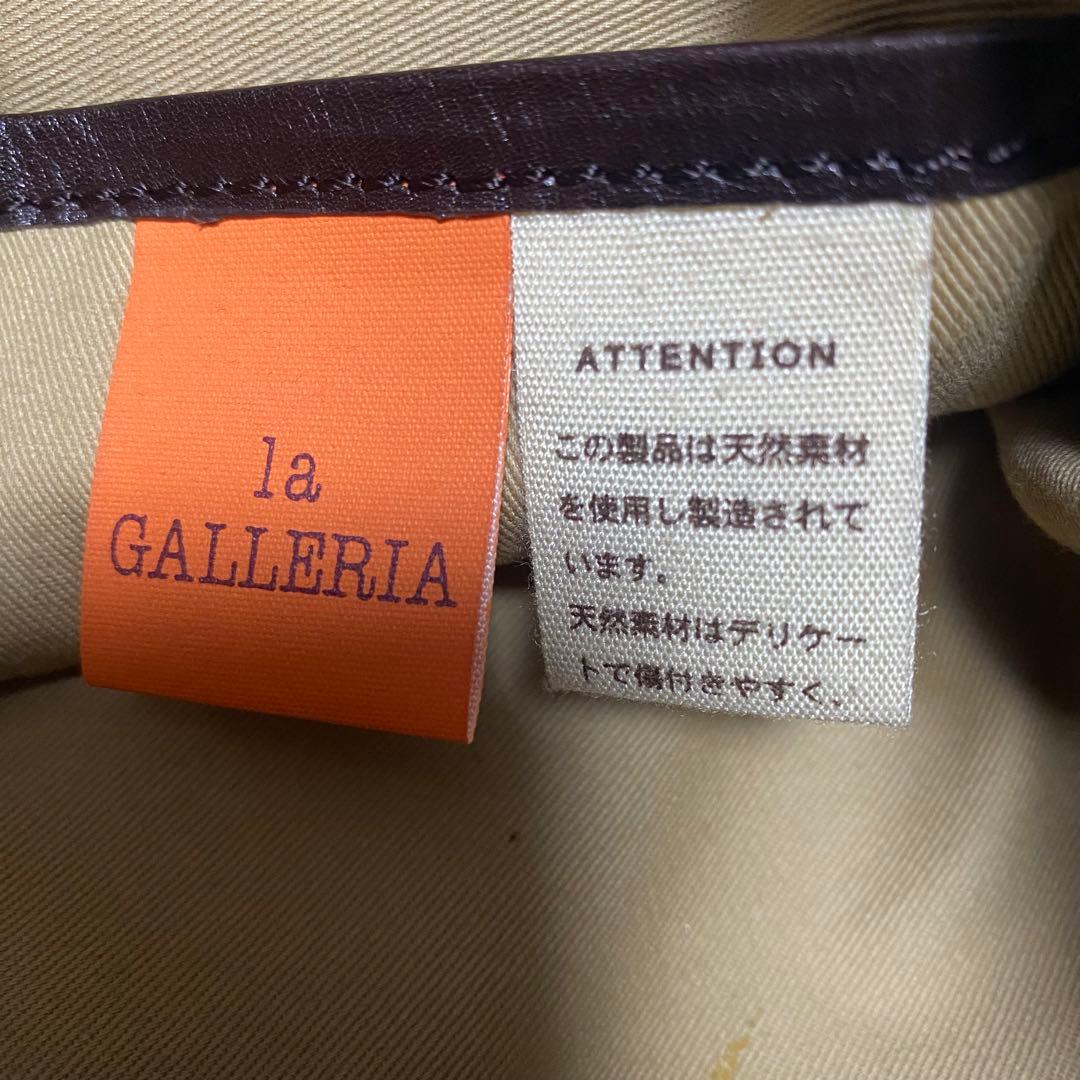 la
GALLERIA
ATTENTION
この製品は天然素材
を使用し製造されて
います。
天然素材はデリケー
トで傷付きやすく、